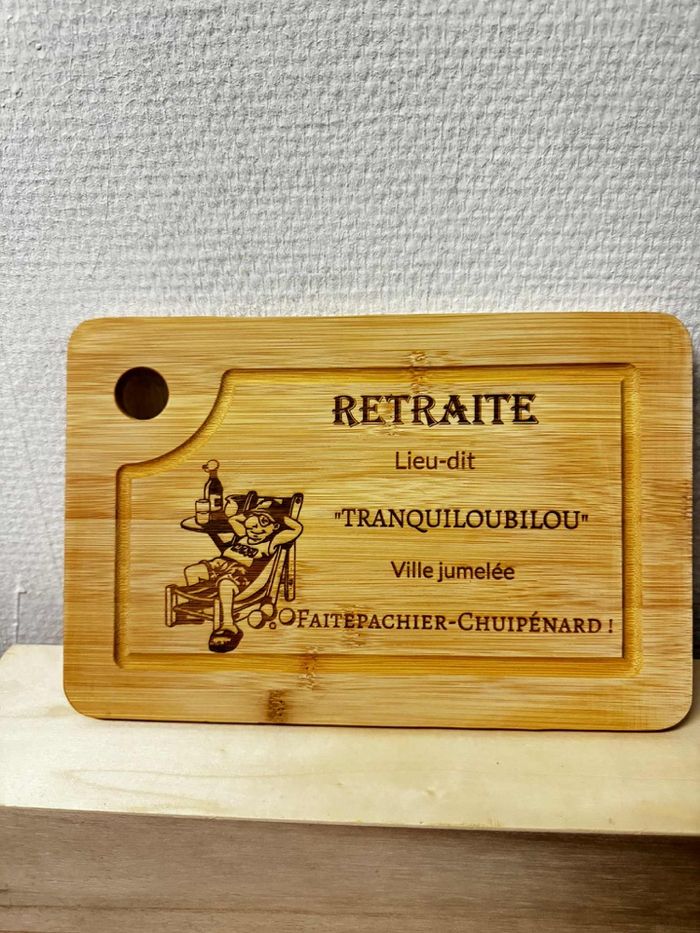 RETRAITE
Lieu-dit
"TRANQUILOUBILOU"
Ville jumelée
FAITEPACHIER-CHUIPÉNARD !